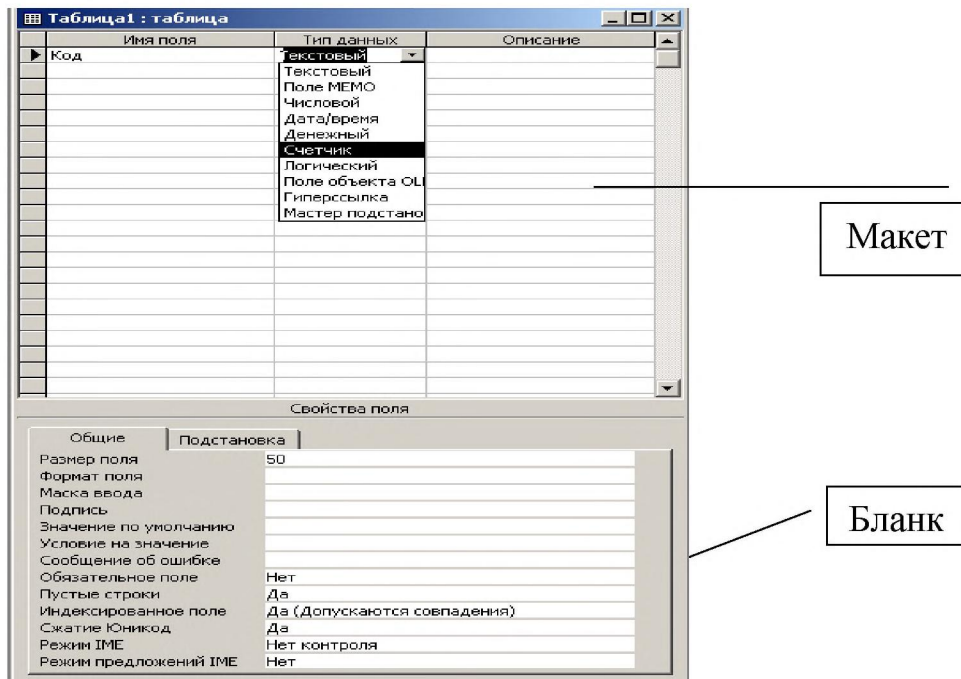 Таблица1 : таблица
Имя поля Тип данных Описание
Код Текстовый
Текстовый
Поле МЕМО
Числовой
Дата/время
Денежный
Счетчик
Логический
Поле объекта OL
Гиперссылка
Мастер подстано
Макет
Свойства поля
Общие Подстановка
Размер поля 50
Формат поля
Маска ввода
Подпись
Значение по умолчанию
Условие на значение
Сообщение об ошибке
Обязательное поле Нет
Пустые строки Да
Индексированное поле Да (Допускаются совпадения)
Сжатие Юникод Да
Режим IME Нет контроля
Режим предложений IME Нет
Бланк